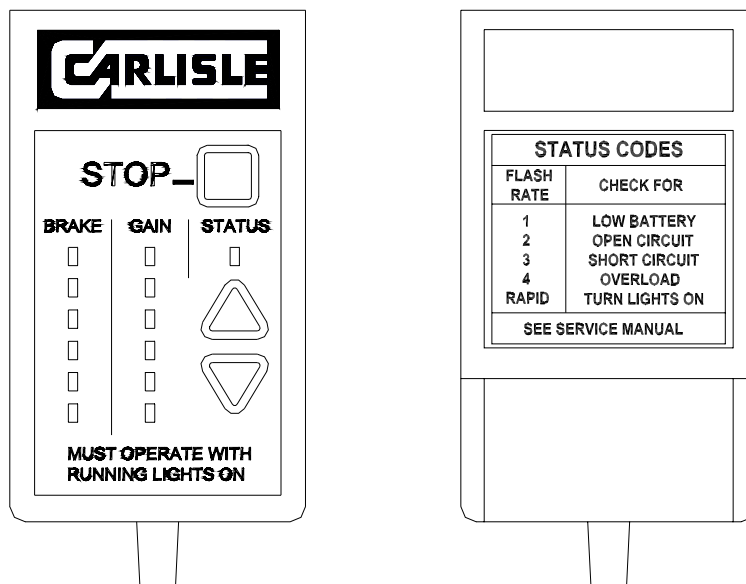 CARLISLE
STOP
BRAKE GAIN STATUS
MUST OPERATE WITH
RUNNING LIGHTS ON
STATUS CODES
FLASH RATE CHECK FOR
1 LOW BATTERY
2 OPEN CIRCUIT
3 SHORT CIRCUIT
4 OVERLOAD
RAPID TURN LIGHTS ON
SEE SERVICE MANUAL